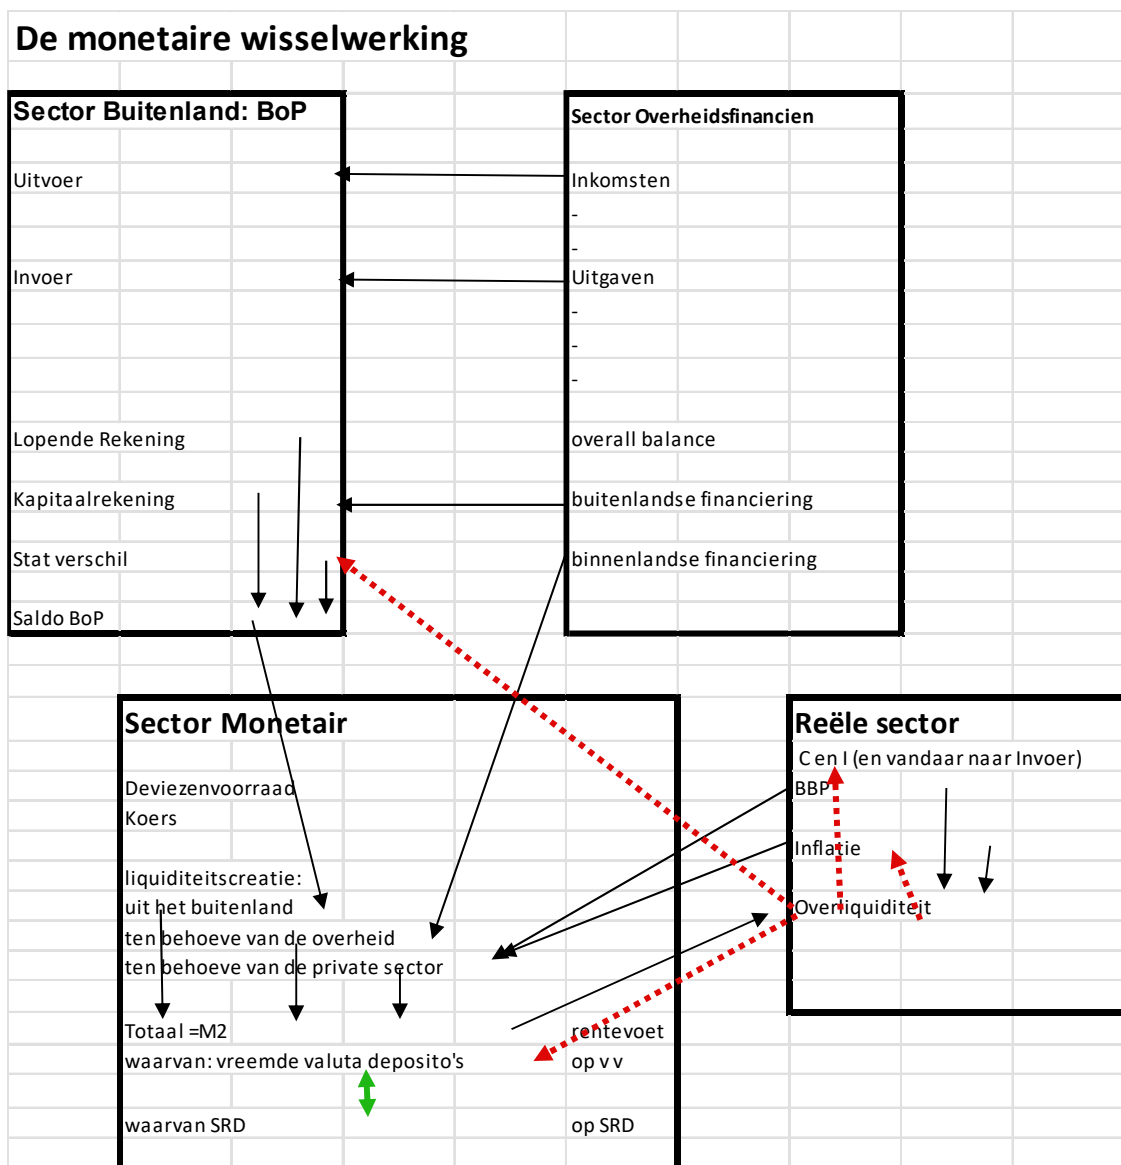 De monetaire wisselwerking
Sector Buitenland: BoP
Uitvoer
Invoer
Lopende Rekening
Kapitaalrekening
Stat verschil
Saldo BoP
Sector Overheidsfinancien
Inkomsten
-
-
Uitgaven
-
-
-
overall balance
buitenlandse financiering
binnenlandse financiering
Sector Monetair
Deviezenvoorraad
Koers
liquiditeitscreatie:
uit het buitenland
ten behoeve van de overheid
ten behoeve van de private sector
Totaal =M2 rentevoet
waarvan: vreemde valuta deposito's op v v
waarvan SRD op SRD
Reële sector
C en I (en vandaar naar Invoer)
BBP
Inflatie
Overliquiditeit